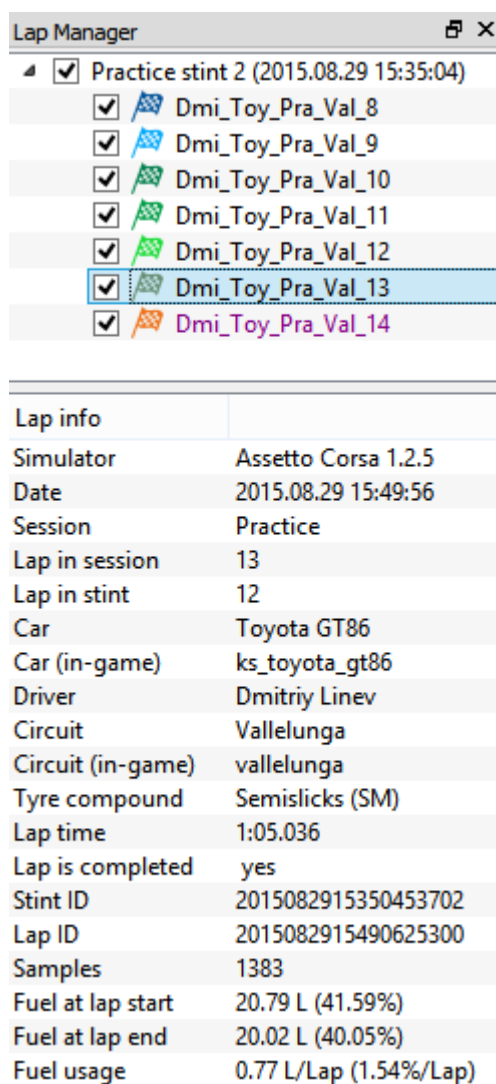 Lap Manager
Practice stint 2 (2015.08.29 15:35:04)
Dmi_Toy_Pra_Val_8
Dmi_Toy_Pra_Val_9
Dmi_Toy_Pra_Val_10
Dmi_Toy_Pra_Val_11
Dmi_Toy_Pra_Val_12
Dmi_Toy_Pra_Val_13
Dmi_Toy_Pra_Val_14
Lap info
Simulator Assetto Corsa 1.2.5
Date 2015.08.29 15:49:56
Session Practice
Lap in session 13
Lap in stint 12
Car Toyota GT86
Car (in-game) ks_toyota_gt86
Driver Dmitriy Linev
Circuit Vallelunga
Circuit (in-game) vallelunga
Tyre compound Semislicks (SM)
Lap time 1:05.036
Lap is completed yes
Stint ID 2015082915350453702
Lap ID 2015082915490625300
Samples 1383
Fuel at lap start 20.79 L (41.59%)
Fuel at lap end 20.02 L (40.05%)
Fuel usage 0.77 L/Lap (1.54%/Lap)